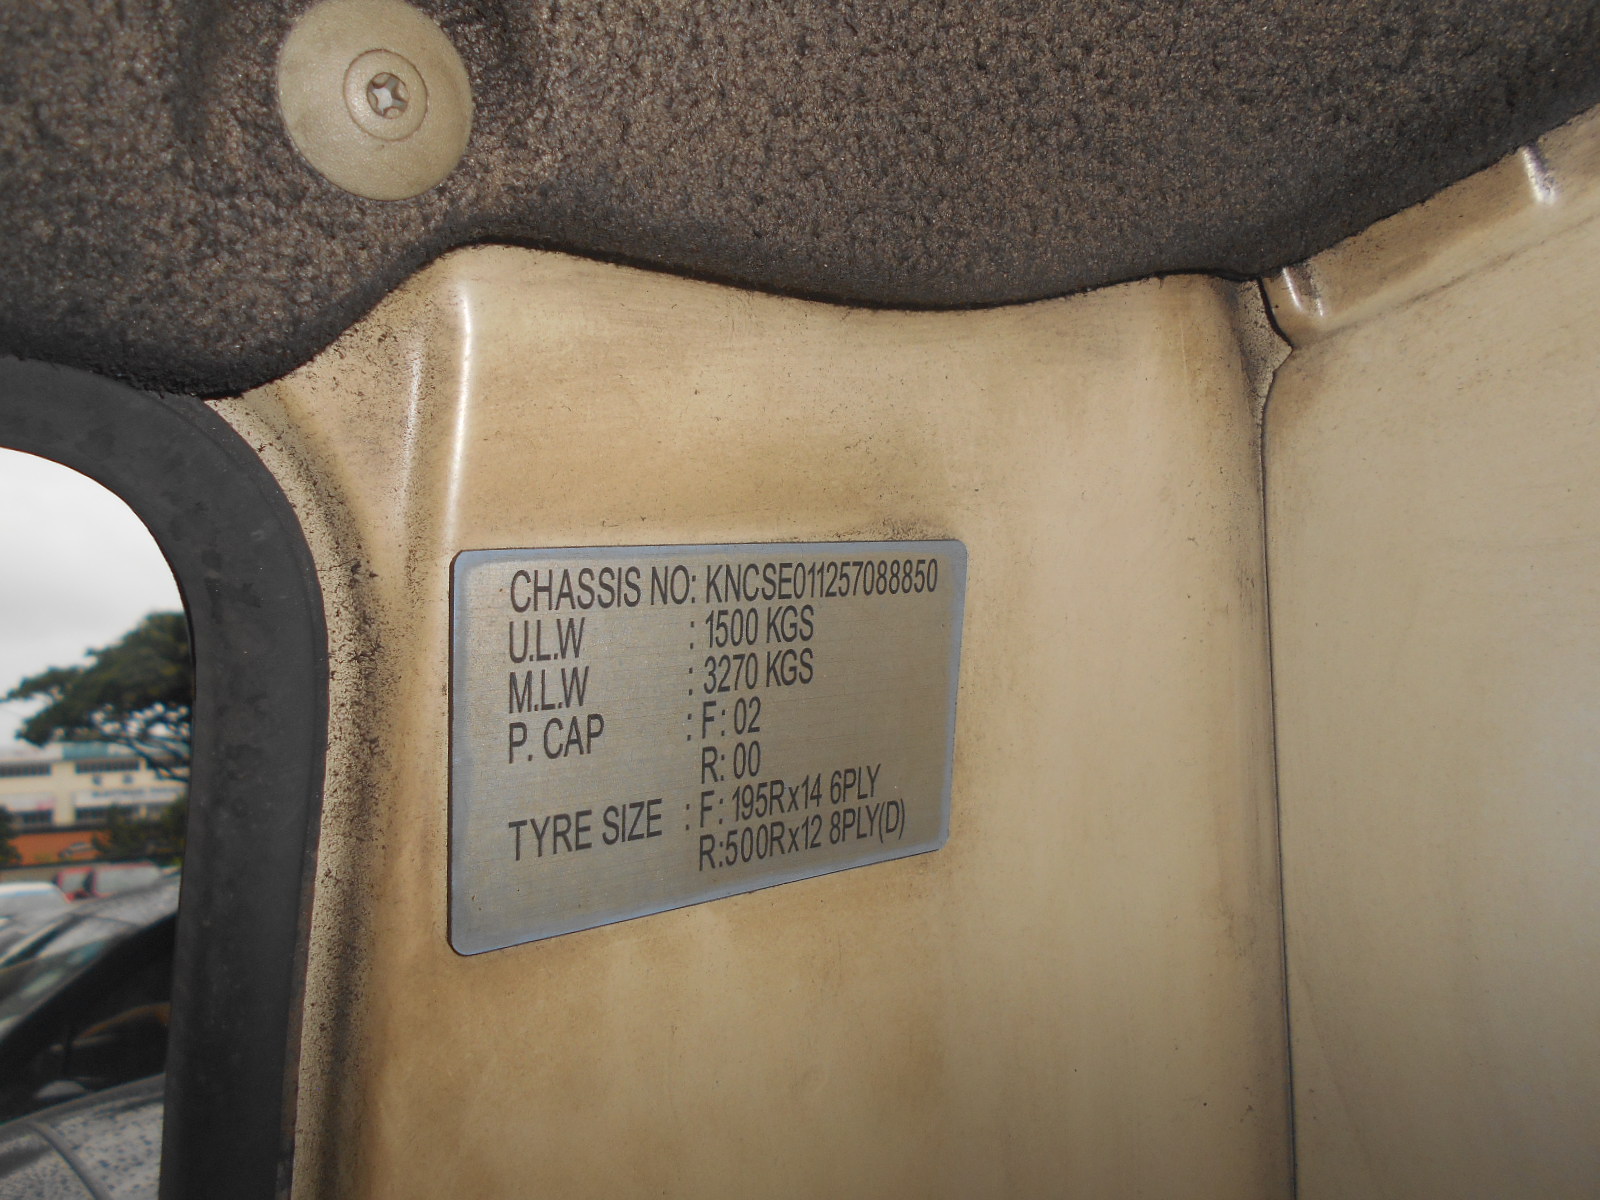 CHASSIS NO: KNCSE011257088850
U.L.W : 1500 KGS
M.L.W : 3270 KGS
P. CAP : F: 02
R: 00
TYRE SIZE : F: 195Rx14 6PLY
R:500Rx12 8PLY(D)